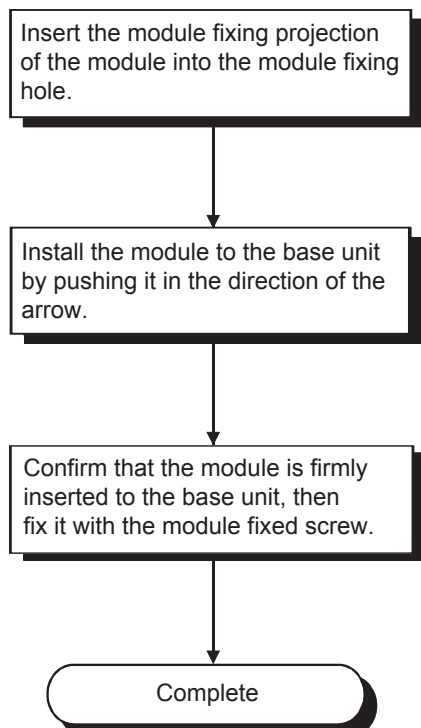 Insert the module fixing projection
of the module into the module fixing
hole.
Install the module to the base unit
by pushing it in the direction of the
arrow.
Confirm that the module is firmly
inserted to the base unit, then
fix it with the module fixed screw.
Complete